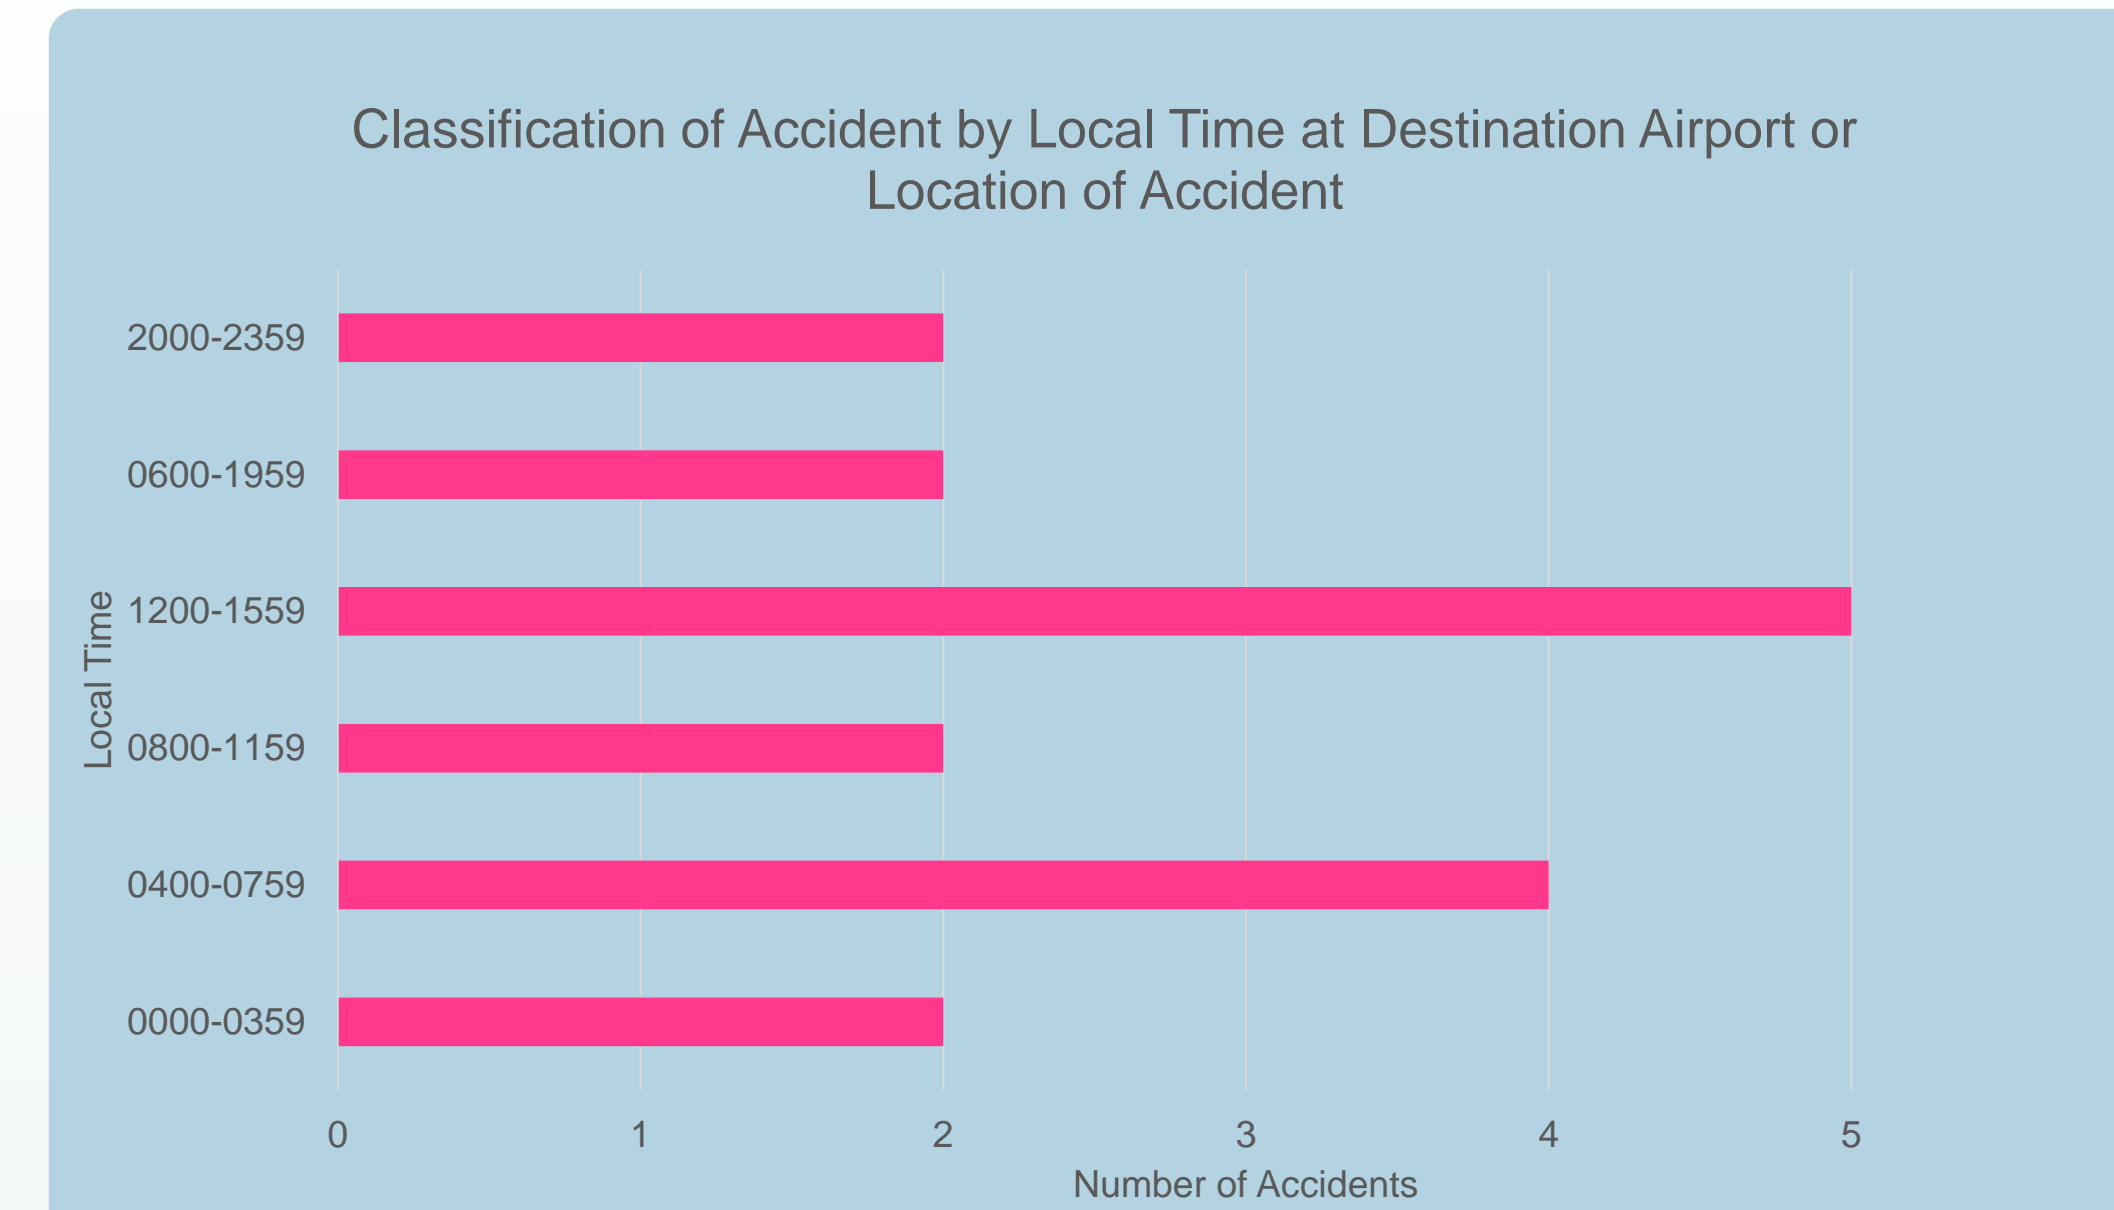 Classification of Accident by Local Time at Destination Airport or
Location of Accident
2000-2359
0600-1959
1200-1559
0800-1159
0400-0759
0000-0359
Local Time
0 1 2 3 4 5
Number of Accidents